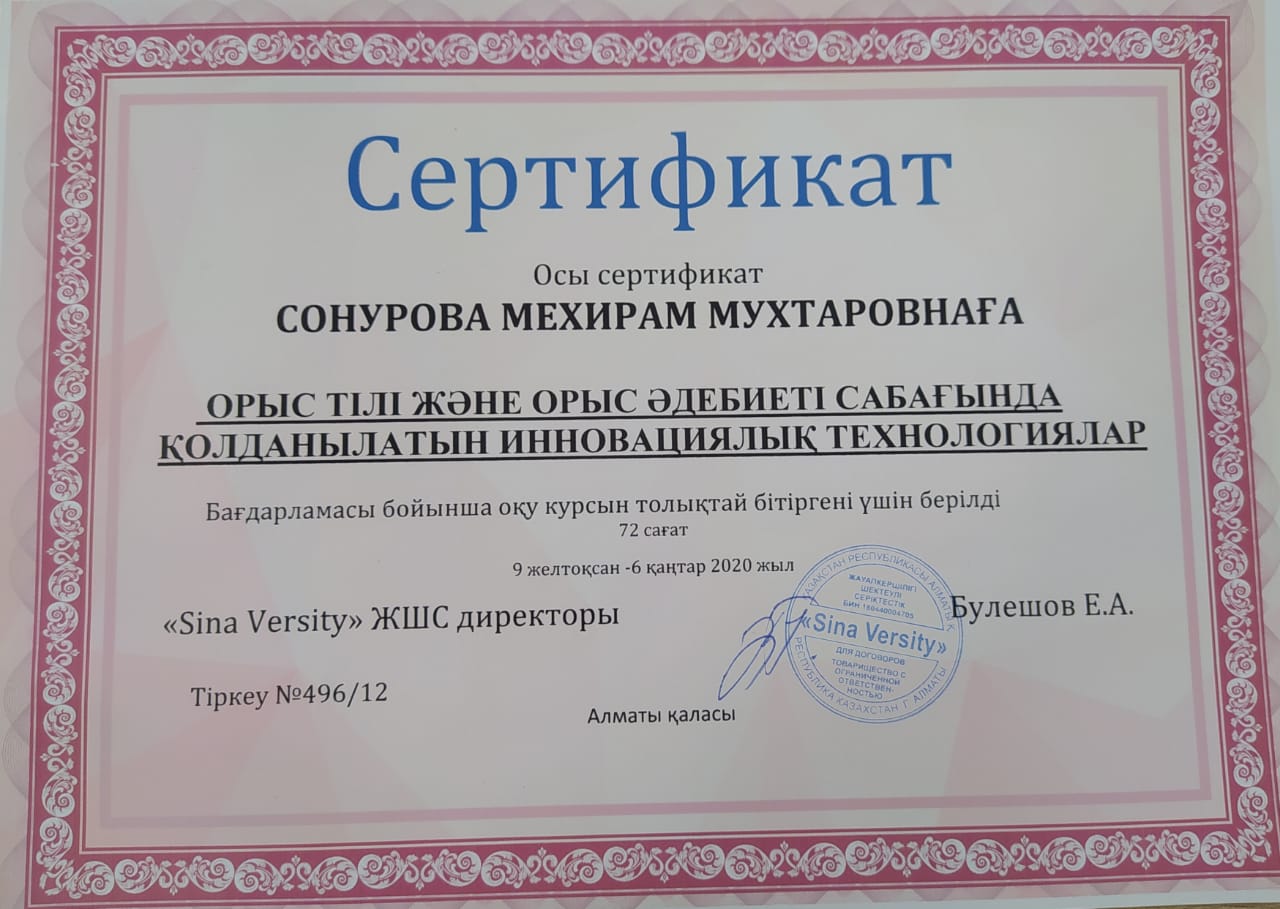 Сертификат
Осы сертификат
СОНУРОВА МЕХИРАМ МУХТАРОВНАҒА
ОРЫС ТІЛІ ЖӘНЕ ОРЫС ӘДЕБИЕТІ САБАҒЫНДА
ҚОЛДАНЫЛАТЫН ИННОВАЦИЯЛЫҚ ТЕХНОЛОГИЯЛАР
Бағдарламасы бойынша оқу курсын толықтай бітіргені үшін берілді
72 сағат
9 желтоқсан -6 қаңтар 2020 жыл
«Sina Versity» ЖШС директоры
Булешов Е.А.
ҚАЗАҚСТАН РЕСПУБЛИКАСЫ АЛМАТЫ Қ.
ЖАУАПКЕРШІЛІГІ
ШЕКТЕУЛІ
СЕРІКТЕСТІК
БИН 180440004705
«Sina Versity»
ДЛЯ ДОГОВОРОВ
ТОВАРИЩЕСТВО С
ОГРАНИЧЕННОЙ
ОТВЕТСТВЕН-
НОСТЬЮ
РЕСПУБЛИКА КАЗАХСТАН Г. АЛМАТЫ
Тіркеу №496/12
Алматы қаласы